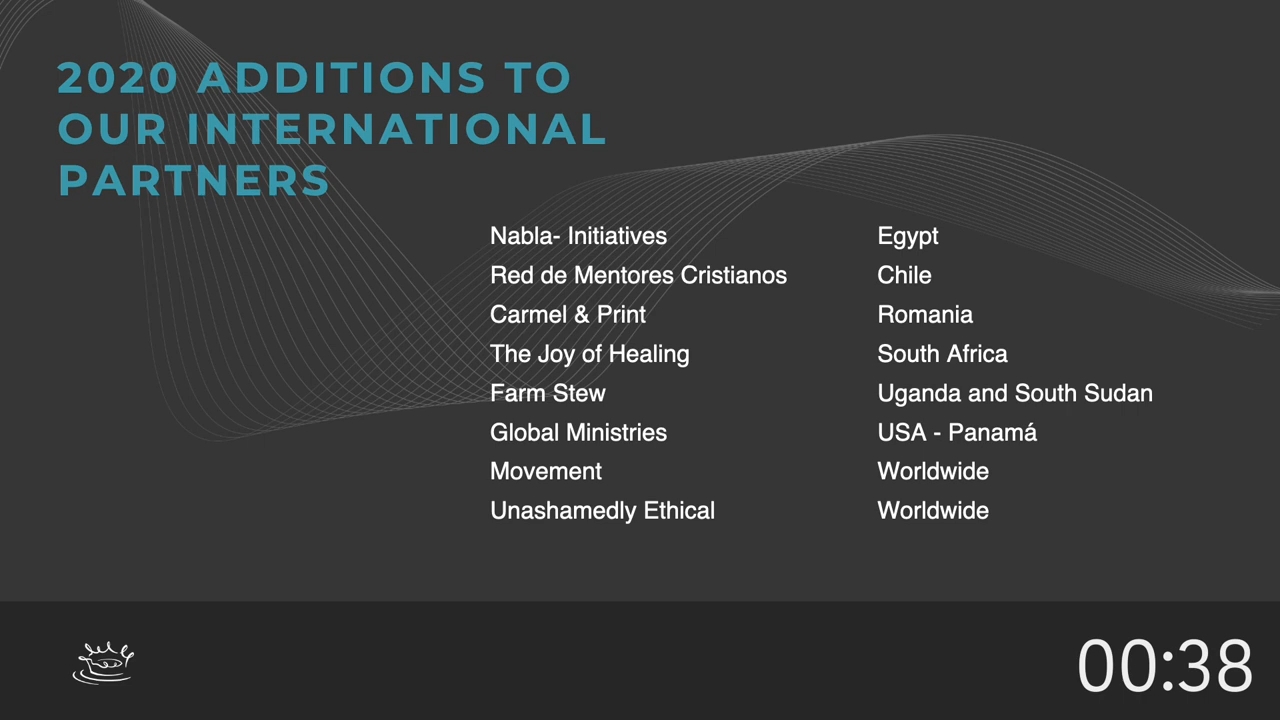 2020 ADDITIONS TO
OUR INTERNATIONAL
PARTNERS
Nabla- Initiatives Egypt
Red de Mentores Cristianos Chile
Carmel & Print Romania
The Joy of Healing South Africa
Farm Stew Uganda and South Sudan
Global Ministries USA - Panamá
Movement Worldwide
Unashamedly Ethical Worldwide
00:38